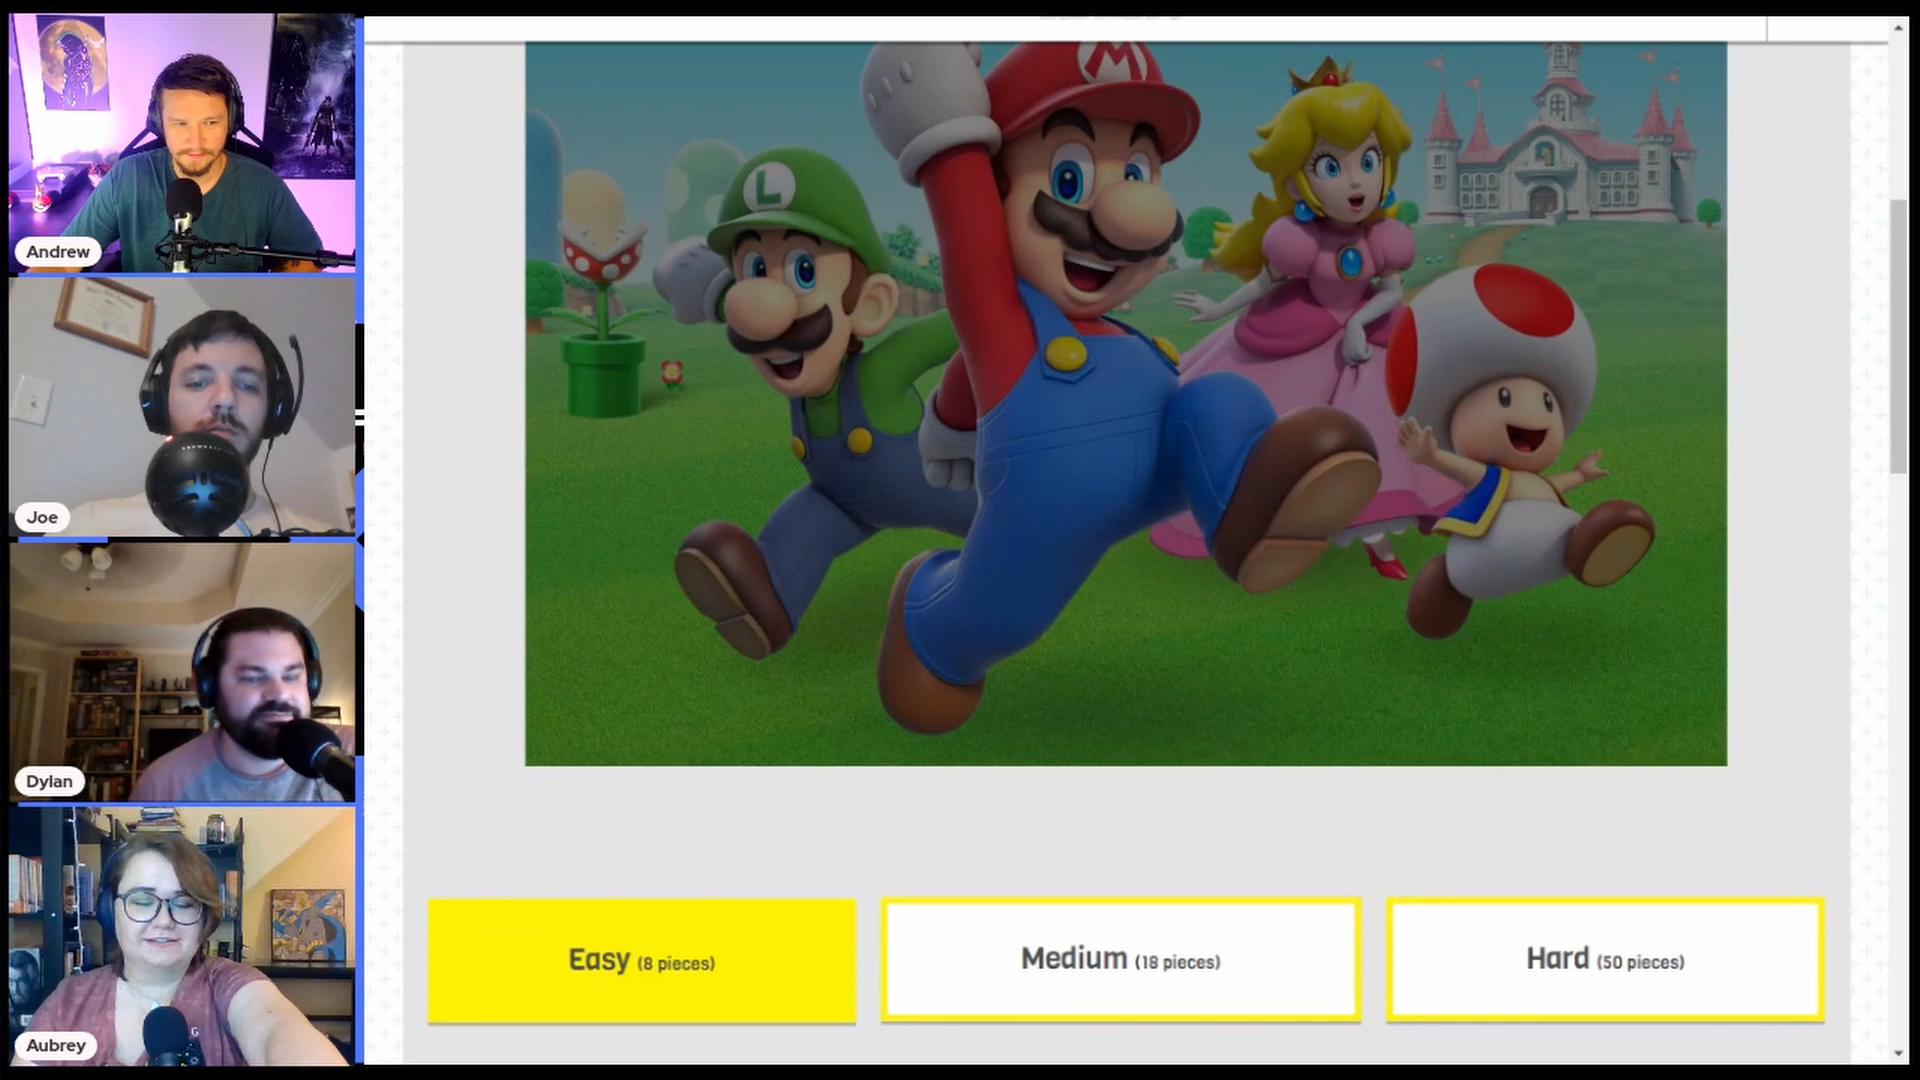 Andrew
Joe
Dylan
Aubrey
M
L
Easy (8 pieces)
Medium (18 pieces)
Hard (50 pieces)